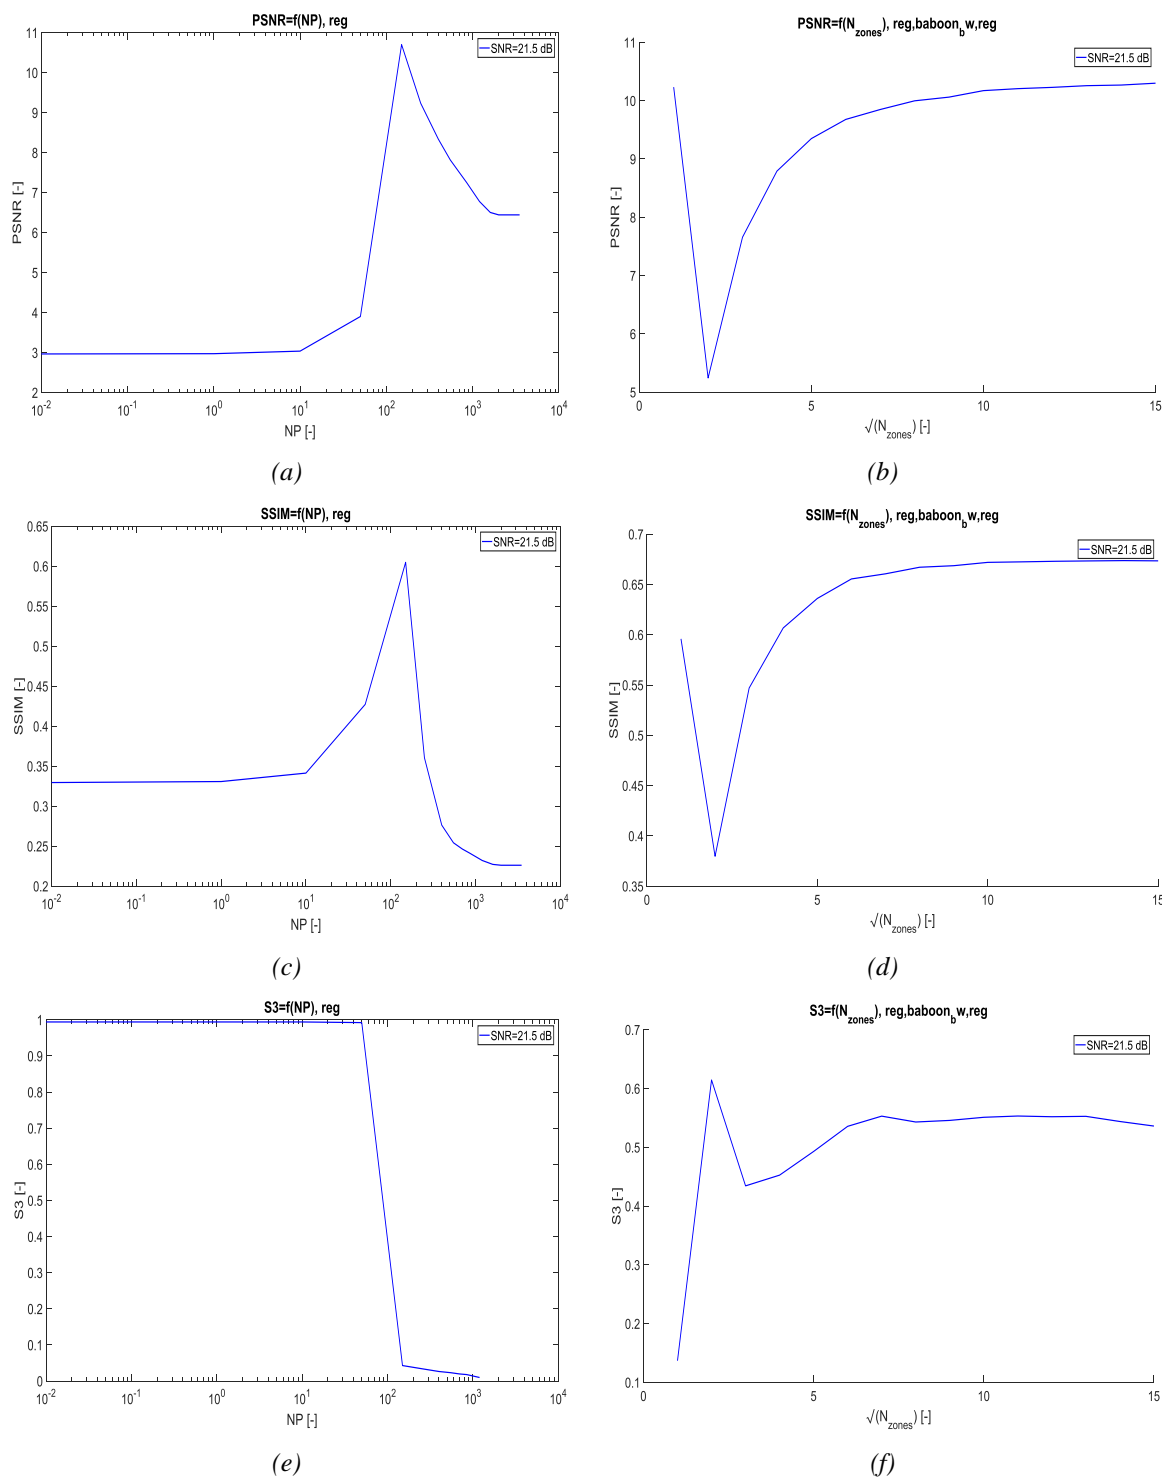 PSNR=f(NP), reg
SNR=21.5 dB
PSNR [-]
11
10
9
8
7
6
5
4
3
2
10^-2 10^-1 10^0 10^1 10^2 10^3 10^4
NP [-]
(a)
PSNR=f(N_zones), reg,baboon_bw,reg
SNR=21.5 dB
PSNR [-]
11
10
9
8
7
6
5
0 5 10 15
√(N_zones) [-]
(b)
SSIM=f(NP), reg
SNR=21.5 dB
SSIM [-]
0.65
0.6
0.55
0.5
0.45
0.4
0.35
0.3
0.25
0.2
10^-2 10^-1 10^0 10^1 10^2 10^3 10^4
NP [-]
(c)
SSIM=f(N_zones), reg,baboon_bw,reg
SNR=21.5 dB
SSIM [-]
0.7
0.65
0.6
0.55
0.5
0.45
0.4
0.35
0 5 10 15
√(N_zones) [-]
(d)
S3=f(NP), reg
SNR=21.5 dB
S3 [-]
1
0.9
0.8
0.7
0.6
0.5
0.4
0.3
0.2
0.1
0
10^-2 10^-1 10^0 10^1 10^2 10^3 10^4
NP [-]
(e)
S3=f(N_zones), reg,baboon_bw,reg
SNR=21.5 dB
S3 [-]
0.7
0.6
0.5
0.4
0.3
0.2
0.1
0 5 10 15
√(N_zones) [-]
(f)